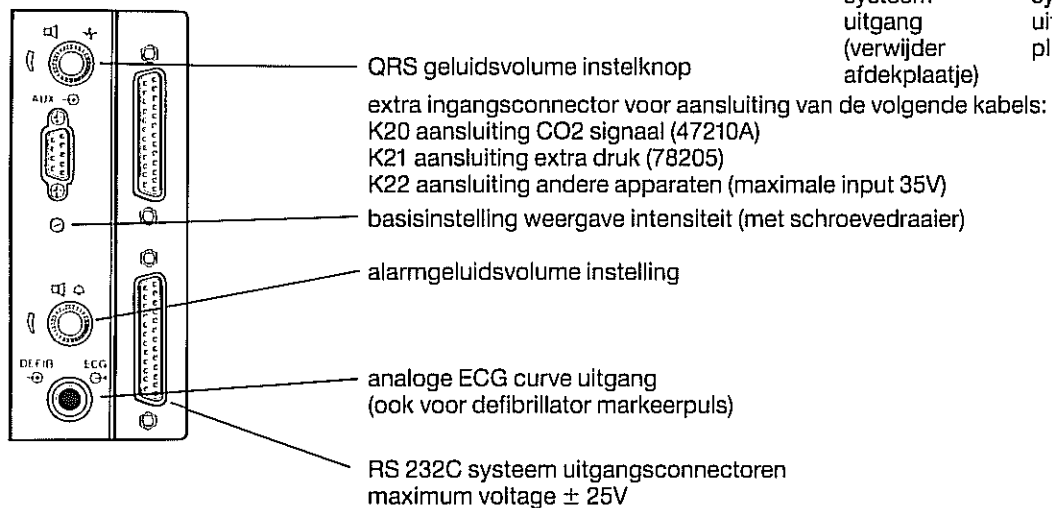 systeem
uitgang
(verwijder
afdekplaatje)
QRS geluidsvolume instelknop
AUX
extra ingangsconnector voor aansluiting van de volgende kabels:
K20 aansluiting CO2 signaal (47210A)
K21 aansluiting extra druk (78205)
K22 aansluiting andere apparaten (maximale input 35V)
basisinstelling weergave intensiteit (met schroevedraaier)
alarmgeluidsvolume instelling
DEFIB ECG
analoge ECG curve uitgang
(ook voor defibrillator markeerpuls)
RS 232C systeem uitgangsconnectoren
maximum voltage ± 25V